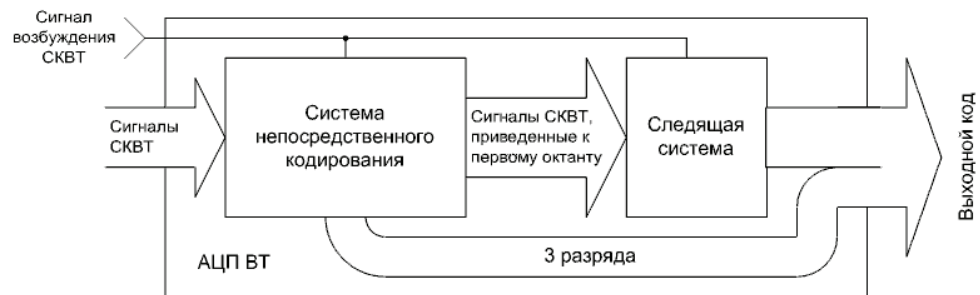 Сигнал
возбуждения
СКВТ
Сигналы
СКВТ
Система
непосредственного
кодирования
Сигналы СКВТ,
приведенные к
первому октанту
Следящая
система
Выходной код
АЦП ВТ
3 разряда